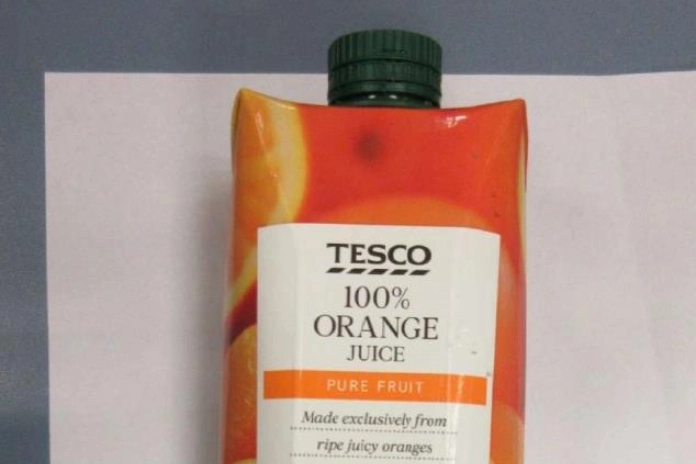 TESCO
100%
ORANGE
JUICE
PURE FRUIT
Made exclusively from
ripe juicy oranges